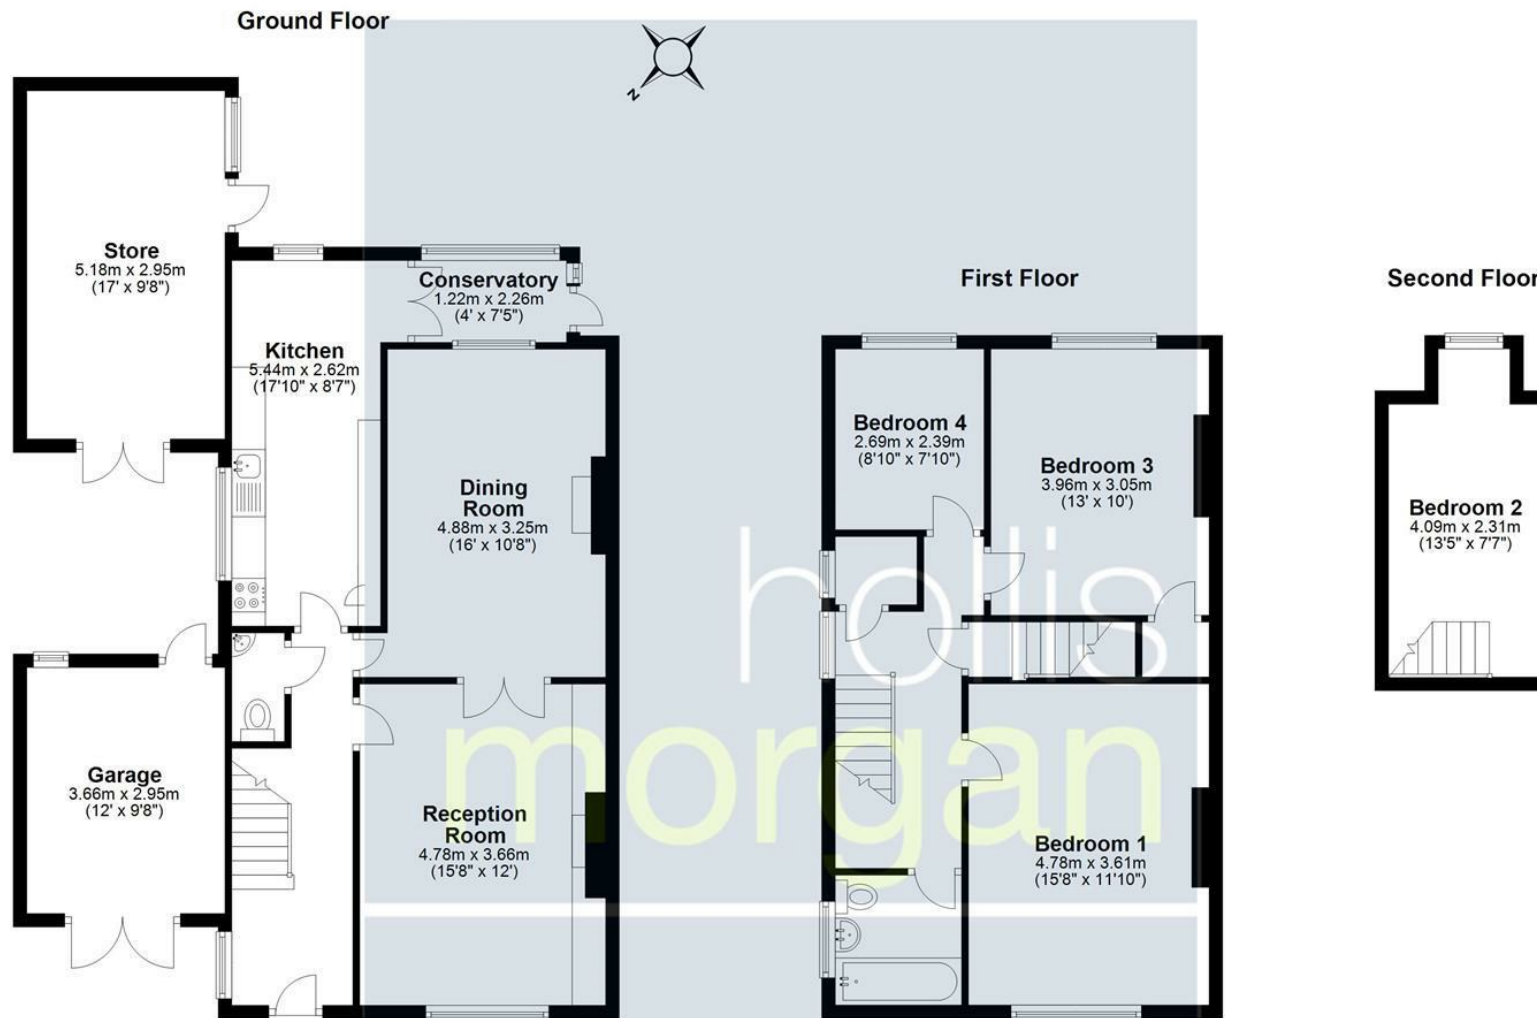 Ground Floor
N
Store
5.18m x 2.95m
(17' x 9'8")
Conservatory
1.22m x 2.26m
(4' x 7'5")
Kitchen
5.44m x 2.62m
(17'10" x 8'7")
Dining
Room
4.88m x 3.25m
(16' x 10'8")
Garage
3.66m x 2.95m
(12' x 9'8")
Reception
Room
4.78m x 3.66m
(15'8" x 12')
First Floor
Bedroom 4
2.69m x 2.39m
(8'10" x 7'10")
Bedroom 3
3.96m x 3.05m
(13' x 10')
Bedroom 1
4.78m x 3.61m
(15'8" x 11'10")
Second Floor
Bedroom 2
4.09m x 2.31m
(13'5" x 7'7")
hollis
morgan